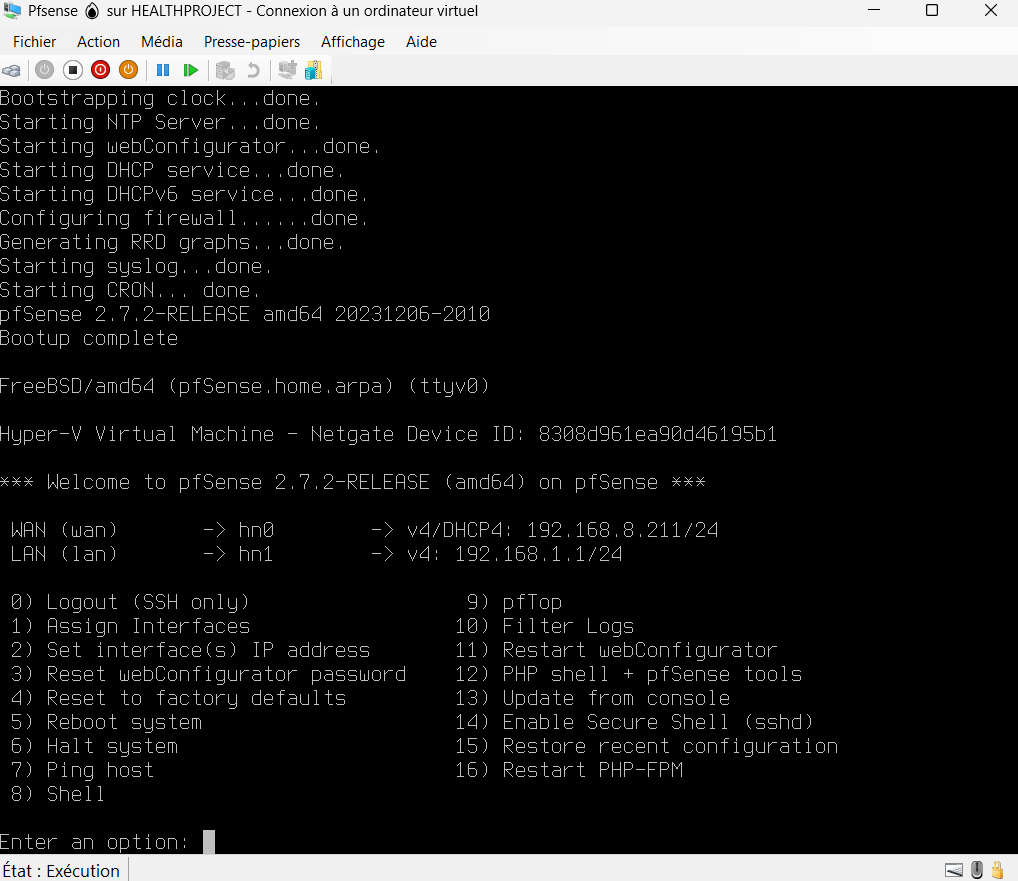 Pfsense sur HEALTHPROJECT - Connexion à un ordinateur virtuel
Fichier Action Média Presse-papiers Affichage Aide
Bootstrapping clock...done.
Starting NTP Server...done.
Starting webConfigurator...done.
Starting DHCP service...done.
Starting DHCPv6 service...done.
Configuring firewall......done.
Generating RRD graphs...done.
Starting syslog...done.
Starting CRON... done.
pfSense 2.7.2-RELEASE amd64 20231206-2010
Bootup complete
FreeBSD/amd64 (pfSense.home.arpa) (ttyv0)
Hyper-V Virtual Machine - Netgate Device ID: 8308d961ea90d46195b1
*** Welcome to pfSense 2.7.2-RELEASE (amd64) on pfSense ***
WAN (wan) -> hn0 -> v4/DHCP4: 192.168.8.211/24
LAN (lan) -> hn1 -> v4: 192.168.1.1/24
0) Logout (SSH only) 9) pfTop
1) Assign Interfaces 10) Filter Logs
2) Set interface(s) IP address 11) Restart webConfigurator
3) Reset webConfigurator password 12) PHP shell + pfSense tools
4) Reset to factory defaults 13) Update from console
5) Reboot system 14) Enable Secure Shell (sshd)
6) Halt system 15) Restore recent configuration
7) Ping host 16) Restart PHP-FPM
8) Shell
Enter an option:
État : Exécution